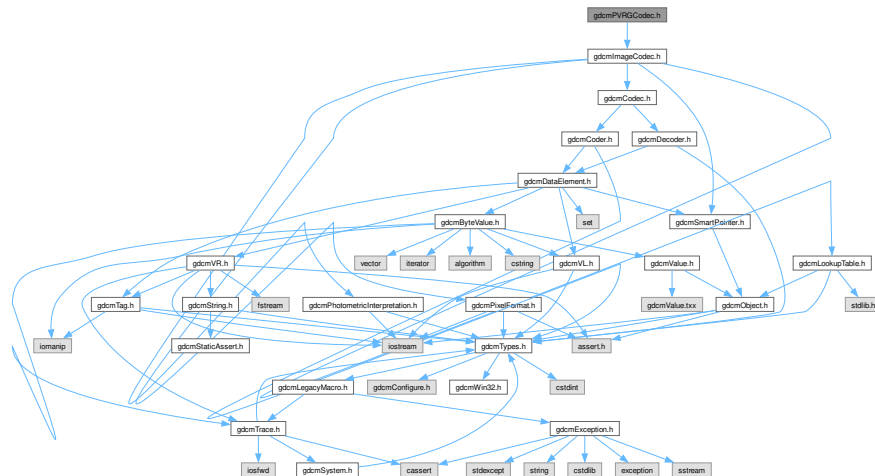 gdcmPVRGCodec.h
gdcmImageCodec.h
gdcmCodec.h
gdcmCoder.h
gdcmDecoder.h
gdcmDataElement.h
gdcmByteValue.h
set
gdcmSmartPointer.h
gdcmVR.h
vector
iterator
algorithm
cstring
gdcmVL.h
gdcmValue.h
gdcmLookupTable.h
gdcmTag.h
gdcmString.h
fstream
gdcmPhotometricInterpretation.h
gdcmPixelFormat.h
gdcmValue.txx
gdcmObject.h
stdlib.h
iomanip
gdcmStaticAssert.h
iostream
gdcmTypes.h
assert.h
gdcmLegacyMacro.h
gdcmConfigure.h
gdcmWin32.h
cstdint
gdcmTrace.h
gdcmException.h
iosfwd
gdcmSystem.h
cassert
stdexcept
string
cstdlib
exception
sstream